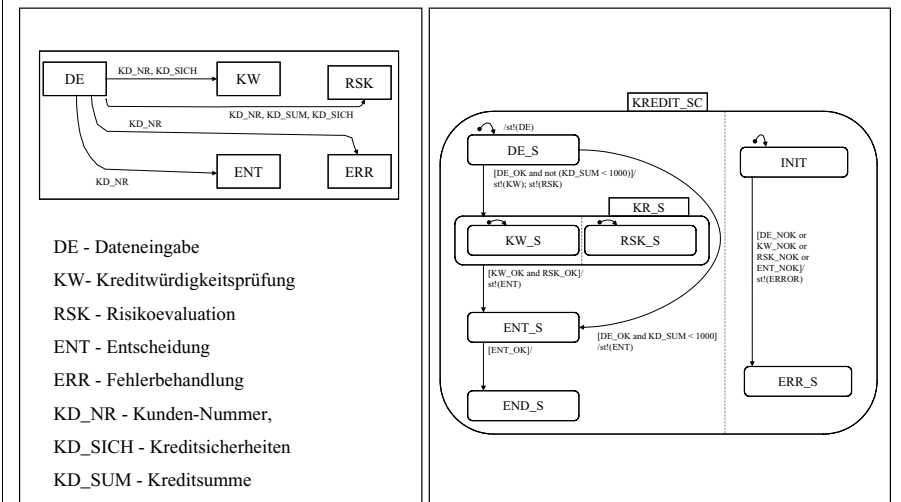 DE
KD_NR, KD_SICH
KW
RSK
KD_NR, KD_SUM, KD_SICH
KD_NR
ENT
ERR
KD_NR
DE - Dateneingabe
KW- Kreditwürdigkeitsprüfung
RSK - Risikoevaluation
ENT - Entscheidung
ERR - Fehlerbehandlung
KD_NR - Kunden-Nummer,
KD_SICH - Kreditsicherheiten
KD_SUM - Kreditsumme
KREDIT_SC
/st!(DE)
DE_S
[DE_OK and not (KD_SUM < 1000)]/
st!(KW); st!(RSK)
KR_S
KW_S
RSK_S
[KW_OK and RSK_OK]/
st!(ENT)
ENT_S
[DE_OK and KD_SUM < 1000]
/st!(ENT)
[ENT_OK]/
END_S
INIT
[DE_NOK or
KW_NOK or
RSK_NOK or
ENT_NOK]/
st!(ERROR)
ERR_S